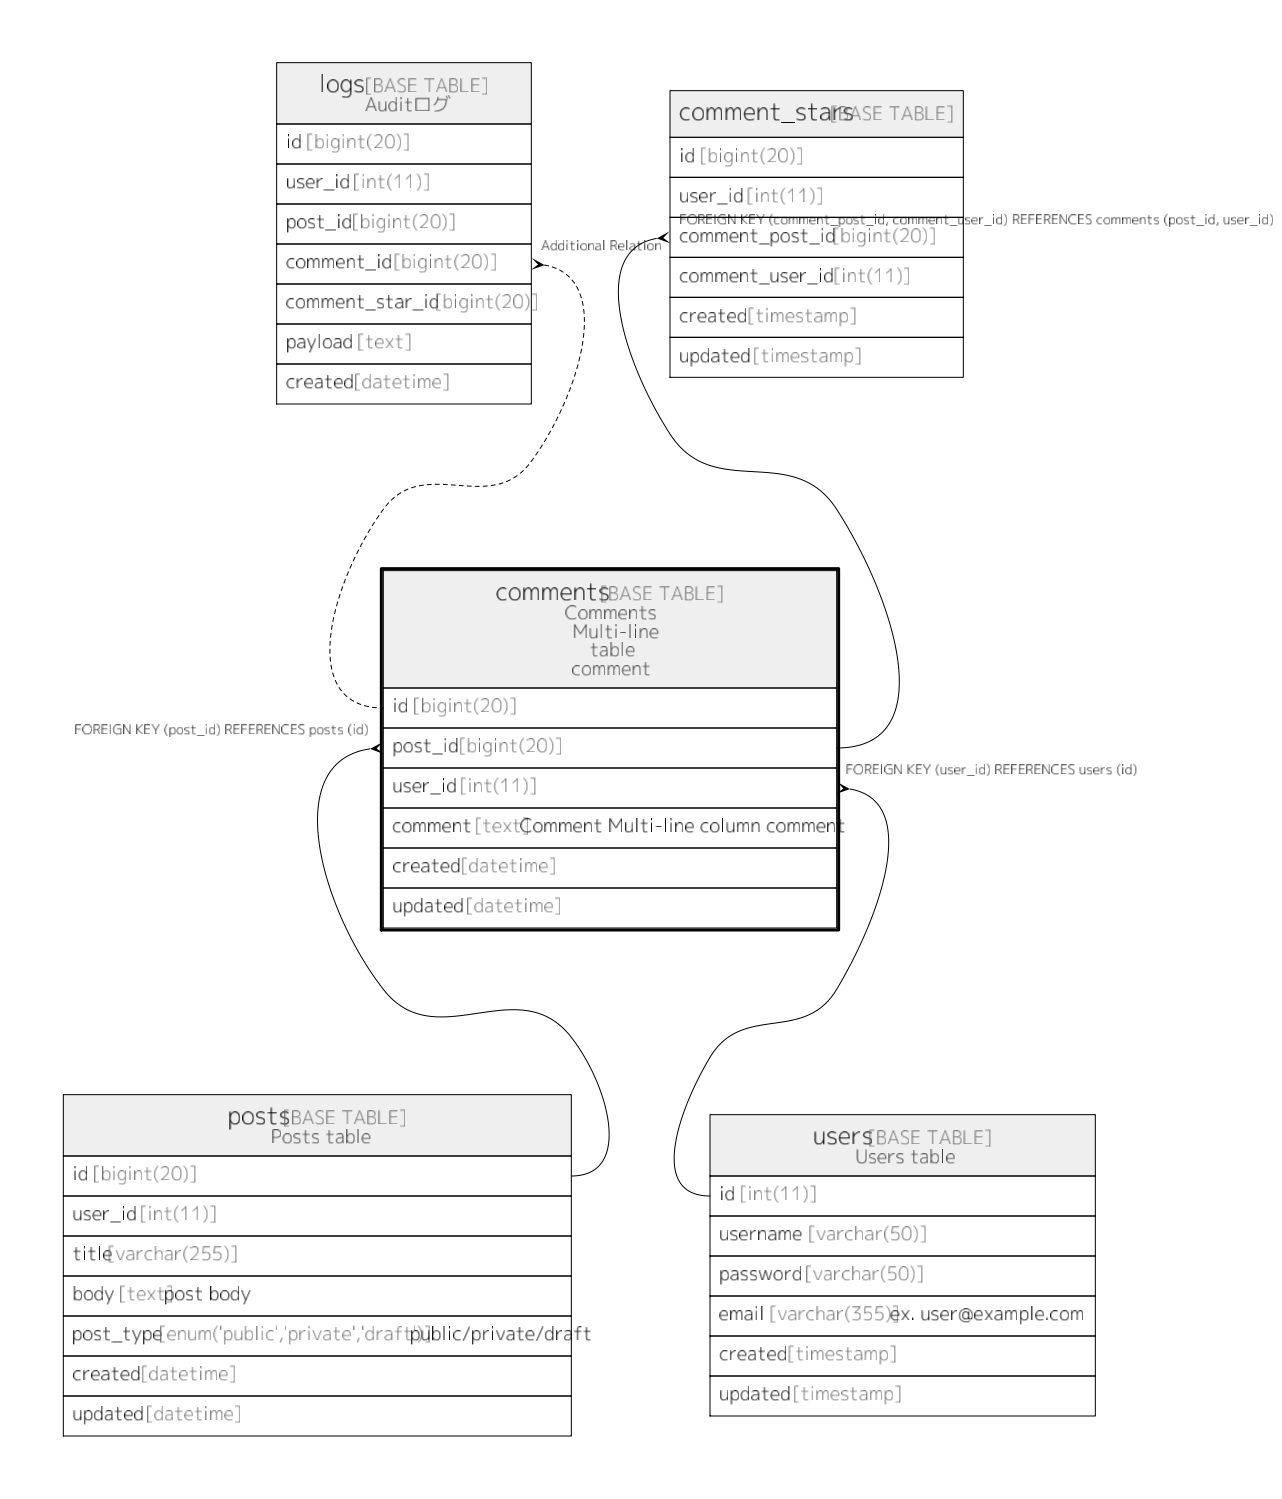 logs [BASE TABLE]
Auditログ
id [bigint(20)]
user_id [int(11)]
post_id [bigint(20)]
comment_id [bigint(20)]
comment_star_id [bigint(20)]
payload [text]
created [datetime]
Additional Relation
comment_stars [BASE TABLE]
id [bigint(20)]
user_id [int(11)]
FOREIGN KEY (comment_post_id, comment_user_id) REFERENCES comments (post_id, user_id)
comment_post_id [bigint(20)]
comment_user_id [int(11)]
created [timestamp]
updated [timestamp]
comments [BASE TABLE]
Comments
Multi-line
table
comment
id [bigint(20)]
post_id [bigint(20)]
user_id [int(11)]
comment [text] Comment Multi-line column comment
created [datetime]
updated [datetime]
FOREIGN KEY (post_id) REFERENCES posts (id)
FOREIGN KEY (user_id) REFERENCES users (id)
posts [BASE TABLE]
Posts table
id [bigint(20)]
user_id [int(11)]
title [varchar(255)]
body [text] post body
post_type [enum('public','private','draft')] public/private/draft
created [datetime]
updated [datetime]
users [BASE TABLE]
Users table
id [int(11)]
username [varchar(50)]
password [varchar(50)]
email [varchar(355)] ex. user@example.com
created [timestamp]
updated [timestamp]